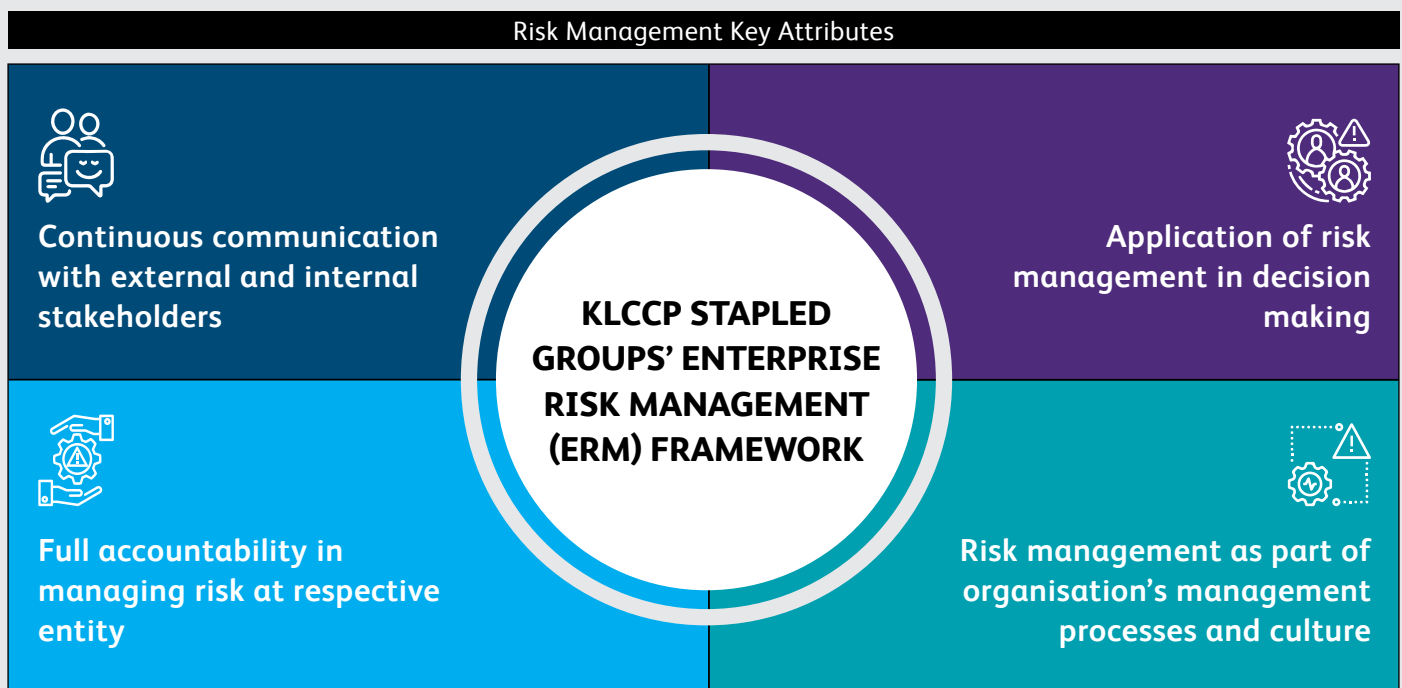 Risk Management Key Attributes
Continuous communication
with external and internal
stakeholders
Application of risk
management in decision
making
KLCCP STAPLED
GROUPS’ ENTERPRISE
RISK MANAGEMENT
(ERM) FRAMEWORK
Full accountability in
managing risk at respective
entity
Risk management as part of
organisation’s management
processes and culture